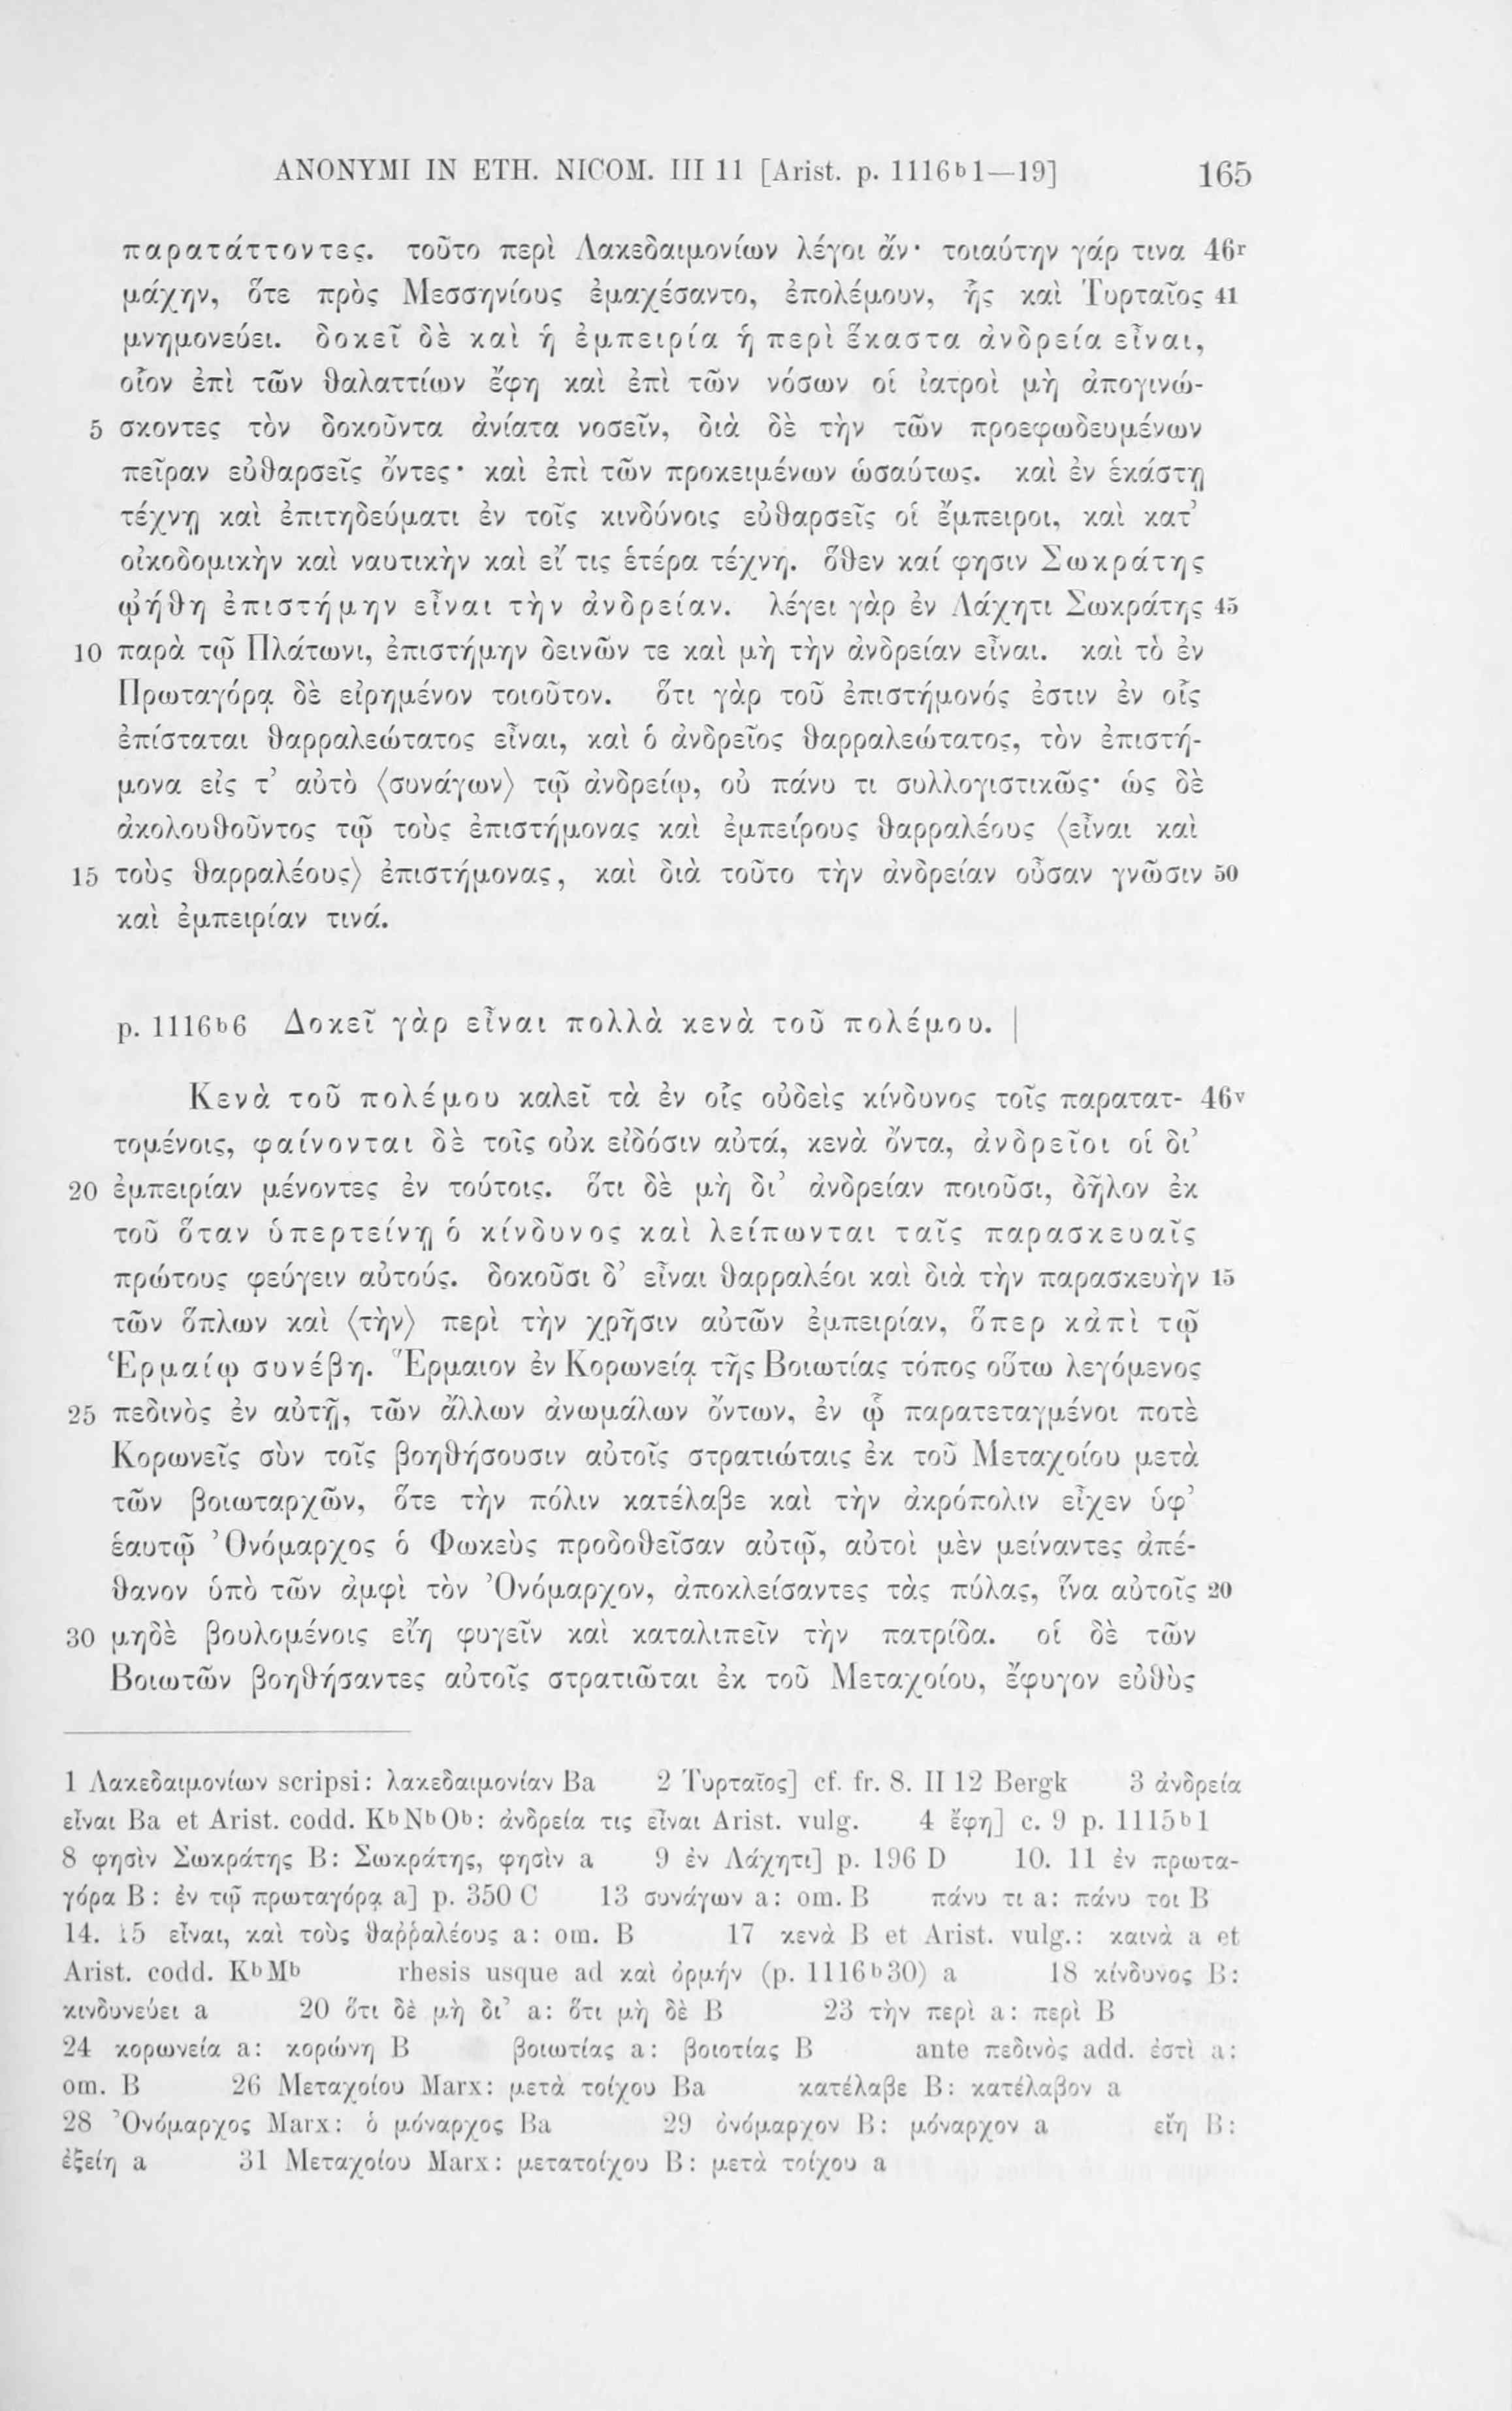 ANONYMI IN ETH. NICOM. III 11 [Arist. p. 1116ᵇ1—19] 165
παρατάττοντες. τοῦτο περὶ Λακεδαιμονίων λέγοι ἄν· τοιαύτην γάρ τινα 46ʳ
μάχην, ὅτε πρὸς Μεσσηνίους ἐμαχέσαντο, ἐπολέμουν, ἧς καὶ Τυρταῖος 41
μνημονεύει. δοκεῖ δὲ καὶ ἡ ἐμπειρία ἡ περὶ ἕκαστα ἀνδρεία εἶναι,
οἷον ἐπὶ τῶν θαλαττίων ἔφη καὶ ἐπὶ τῶν νόσων οἱ ἰατροὶ μὴ ἀπογινώ-
5 σκοντες τὸν δοκοῦντα ἀνίατα νοσεῖν, διὰ δὲ τὴν τῶν προεφωδευμένων
πεῖραν εὐθαρσεῖς ὄντες· καὶ ἐπὶ τῶν προκειμένων ὡσαύτως. καὶ ἐν ἑκάστῃ
τέχνῃ καὶ ἐπιτηδεύματι ἐν τοῖς κινδύνοις εὐθαρσεῖς οἱ ἔμπειροι, καὶ κατ’
οἰκοδομικὴν καὶ ναυτικὴν καὶ εἴ τις ἑτέρα τέχνη. ὅθεν καί φησιν Σωκράτης
ᾠήθη ἐπιστήμην εἶναι τὴν ἀνδρείαν. λέγει γὰρ ἐν Λάχητι Σωκράτης 45
10 παρὰ τῷ Πλάτωνι, ἐπιστήμην δεινῶν τε καὶ μὴ τὴν ἀνδρείαν εἶναι. καὶ τὸ ἐν
Πρωταγόρᾳ δὲ εἰρημένον τοιοῦτον. ὅτι γὰρ τοῦ ἐπιστήμονός ἐστιν ἐν οἷς
ἐπίσταται θαρραλεώτατος εἶναι, καὶ ὁ ἀνδρεῖος θαρραλεώτατος, τὸν ἐπιστή-
μονα εἰς τ’ αὐτὸ ⟨συνάγων⟩ τῷ ἀνδρείῳ, οὐ πάνυ τι συλλογιστικῶς· ὡς δὲ
ἀκολουθοῦντος τῷ τοὺς ἐπιστήμονας καὶ ἐμπείρους θαρραλέους ⟨εἶναι καὶ
15 τοὺς θαρραλέους⟩ ἐπιστήμονας, καὶ διὰ τοῦτο τὴν ἀνδρείαν οὖσαν γνῶσιν 50
καὶ ἐμπειρίαν τινά.
p. 1116ᵇ6 Δοκεῖ γὰρ εἶναι πολλὰ κενὰ τοῦ πολέμου. |
Κενὰ τοῦ πολέμου καλεῖ τὰ ἐν οἷς οὐδεὶς κίνδυνος τοῖς παρατατ- 46ᵛ
τομένοις, φαίνονται δὲ τοῖς οὐκ εἰδόσιν αὐτά, κενὰ ὄντα, ἀνδρεῖοι οἱ δι’
20 ἐμπειρίαν μένοντες ἐν τούτοις. ὅτι δὲ μὴ δι’ ἀνδρείαν ποιοῦσι, δῆλον ἐκ
τοῦ ὅταν ὑπερτείνῃ ὁ κίνδυνος καὶ λείπωνται ταῖς παρασκευαῖς
πρώτους φεύγειν αὐτούς. δοκοῦσι δ’ εἶναι θαρραλέοι καὶ διὰ τὴν παρασκευὴν 15
τῶν ὅπλων καὶ ⟨τὴν⟩ περὶ τὴν χρῆσιν αὐτῶν ἐμπειρίαν, ὅπερ κἀπὶ τῷ
Ἑρμαίῳ συνέβη. Ἕρμαιον ἐν Κορωνείᾳ τῆς Βοιωτίας τόπος οὕτω λεγόμενος
25 πεδινὸς ἐν αὐτῇ, τῶν ἄλλων ἀνωμάλων ὄντων, ἐν ᾧ παρατεταγμένοι ποτὲ
Κορωνεῖς σὺν τοῖς βοηθήσουσιν αὐτοῖς στρατιώταις ἐκ τοῦ Μεταχοίου μετὰ
τῶν βοιωταρχῶν, ὅτε τὴν πόλιν κατέλαβε καὶ τὴν ἀκρόπολιν εἶχεν ὑφ’
ἑαυτῷ Ὀνόμαρχος ὁ Φωκεὺς προδοθεῖσαν αὐτῷ, αὐτοὶ μὲν μείναντες ἀπέ-
θανον ὑπὸ τῶν ἀμφὶ τὸν Ὀνόμαρχον, ἀποκλείσαντες τὰς πύλας, ἵνα αὐτοῖς 20
30 μηδὲ βουλομένοις εἴη φυγεῖν καὶ καταλιπεῖν τὴν πατρίδα. οἱ δὲ τῶν
Βοιωτῶν βοηθήσαντες αὐτοῖς στρατιῶται ἐκ τοῦ Μεταχοίου, ἔφυγον εὐθὺς
1 Λακεδαιμονίων scripsi: λακεδαιμονίαν Ba 2 Τυρταῖος] cf. fr. 8. II 12 Bergk 3 ἀνδρεία
εἶναι Ba et Arist. codd. KᵇNᵇOᵇ: ἀνδρεία τις εἶναι Arist. vulg. 4 ἔφη] c. 9 p. 1115ᵇ1
8 φησὶν Σωκράτης B: Σωκράτης, φησὶν a 9 ἐν Λάχητι] p. 196 D 10. 11 ἐν πρωτα-
γόρα B: ἐν τῷ πρωταγόρᾳ a] p. 350 C 13 συνάγων a: om. B πάνυ τι a: πάνυ τοι B
14. 15 εἶναι, καὶ τοὺς θαῤῥαλέους a: om. B 17 κενὰ B et Arist. vulg.: καινὰ a et
Arist. codd. KᵇMᵇ rhesis usque ad καὶ ὁρμήν (p. 1116ᵇ30) a 18 κίνδυνος B:
κινδυνεύει a 20 ὅτι δὲ μὴ δι’ a: ὅτι μὴ δὲ B 23 τὴν περὶ a: περὶ B
24 κορωνεία a: κορώνη B βοιωτίας a: βοιοτίας B ante πεδινὸς add. ἐστὶ a:
om. B 26 Μεταχοίου Marx: μετὰ τοίχου Ba κατέλαβε B: κατέλαβον a
28 Ὀνόμαρχος Marx: ὁ μόναρχος Ba 29 ὀνόμαρχον B: μόναρχον a εἴη B:
ἐξείη a 31 Μεταχοίου Marx: μετατοίχου B: μετὰ τοίχου a